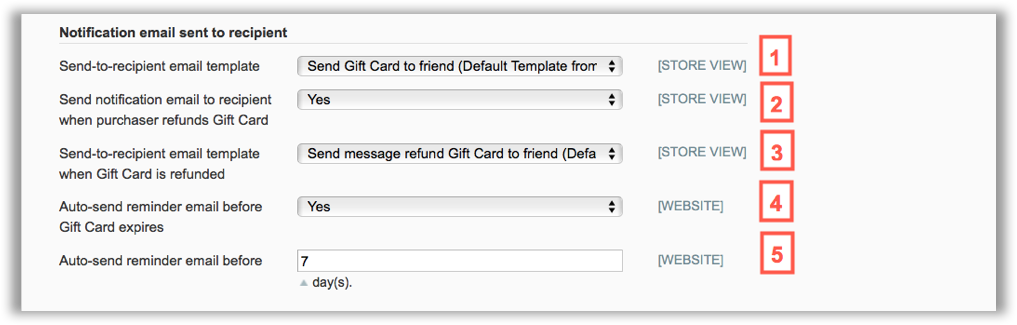 Notification email sent to recipient
Send-to-recipient email template Send Gift Card to friend (Default Template from [STORE VIEW] 1
Send notification email to recipient Yes [STORE VIEW] 2
when purchaser refunds Gift Card
Send-to-recipient email template Send message refund Gift Card to friend (Defa [STORE VIEW] 3
when Gift Card is refunded
Auto-send reminder email before Yes [WEBSITE] 4
Gift Card expires
Auto-send reminder email before 7 [WEBSITE] 5
day(s).